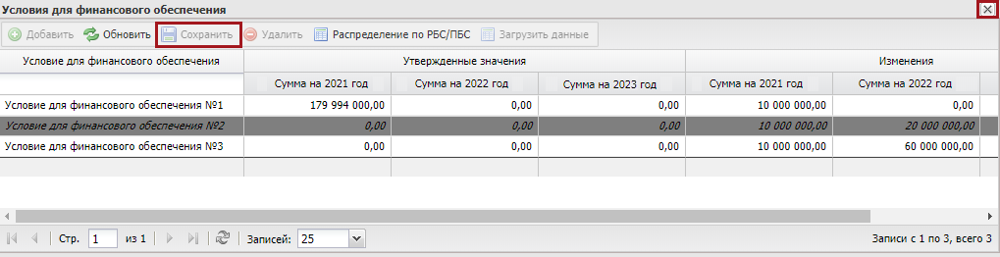 Условия для финансового обеспечения
Добавить Обновить Сохранить Удалить Распределение по РБС/ПБС Загрузить данные
Условие для финансового обеспечения Утвержденные значения Изменения
Сумма на 2021 год Сумма на 2022 год Сумма на 2023 год Сумма на 2021 год Сумма на 2022 год
Условие для финансового обеспечения №1 179 994 000,00 0,00 0,00 10 000 000,00 0,00
Условие для финансового обеспечения №2 0,00 0,00 0,00 10 000 000,00 20 000 000,00
Условие для финансового обеспечения №3 0,00 0,00 0,00 10 000 000,00 60 000 000,00
Стр. 1 из 1 Записей: 25 Записи с 1 по 3, всего 3